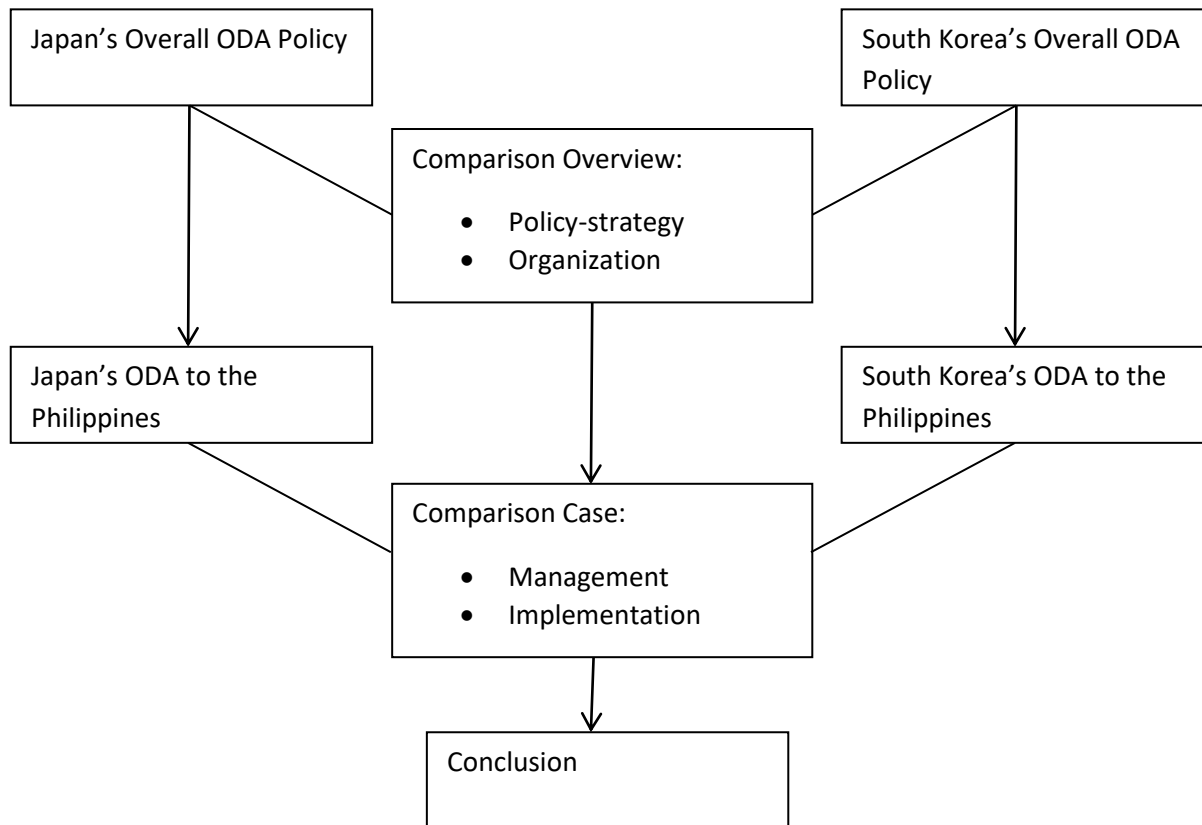 Japan’s Overall ODA Policy
South Korea’s Overall ODA
Policy
Comparison Overview:
• Policy-strategy
• Organization
Japan’s ODA to the
Philippines
South Korea’s ODA to the
Philippines
Comparison Case:
• Management
• Implementation
Conclusion